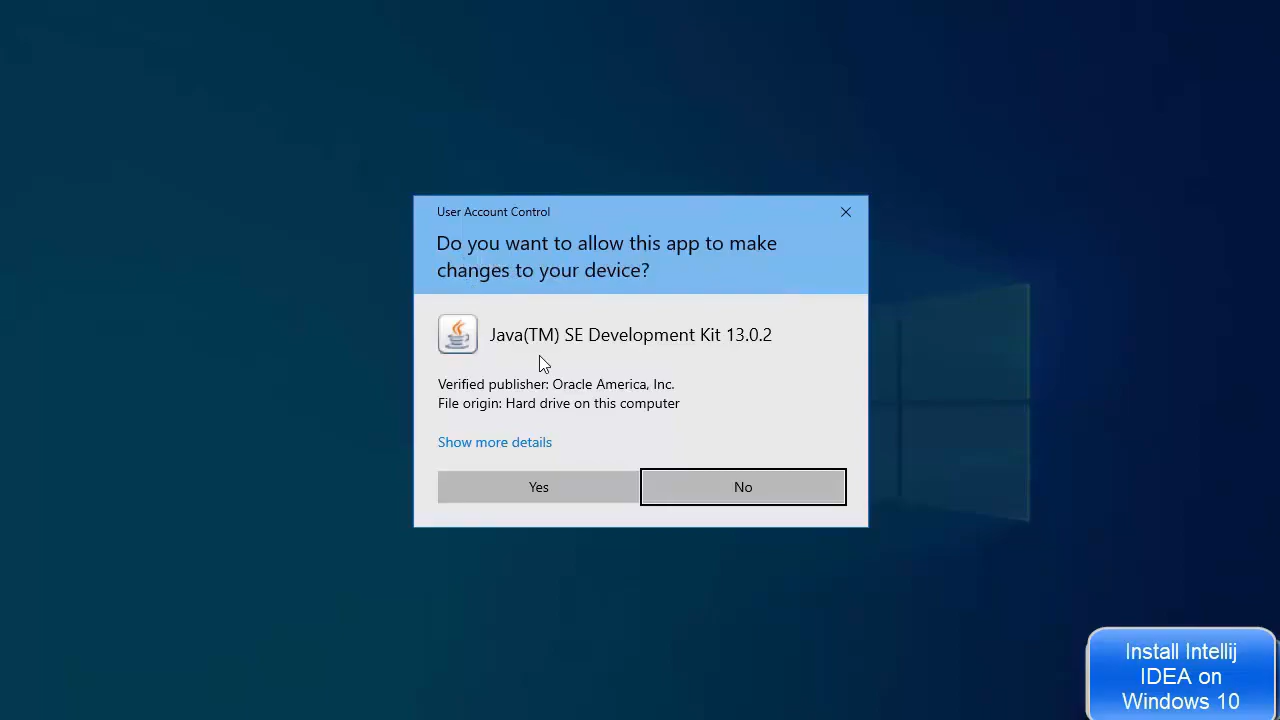 User Account Control
Do you want to allow this app to make
changes to your device?
Java(TM) SE Development Kit 13.0.2
Verified publisher: Oracle America, Inc.
File origin: Hard drive on this computer
Show more details
Yes
No
Install Intellij
IDEA on
Windows 10